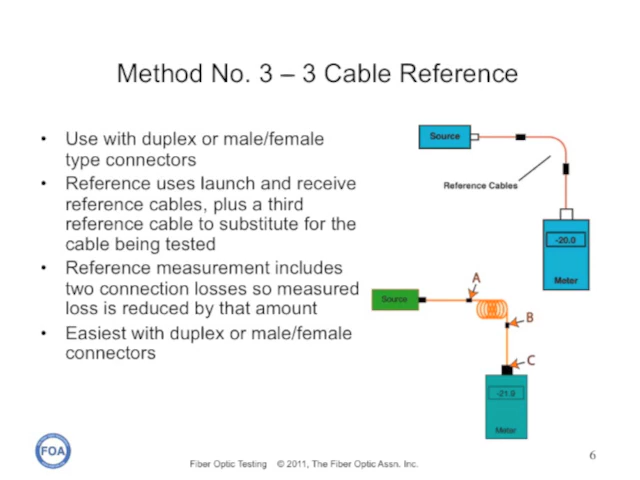 Method No. 3 – 3 Cable Reference
• Use with duplex or male/female
type connectors
• Reference uses launch and receive
reference cables, plus a third
reference cable to substitute for the
cable being tested
• Reference measurement includes
two connection losses so measured
loss is reduced by that amount
• Easiest with duplex or male/female
connectors
Source
Reference Cables
-20.0
Meter
A
Source
B
C
-21.9
Meter
FOA
Fiber Optic Testing © 2011, The Fiber Optic Assn. Inc.
6